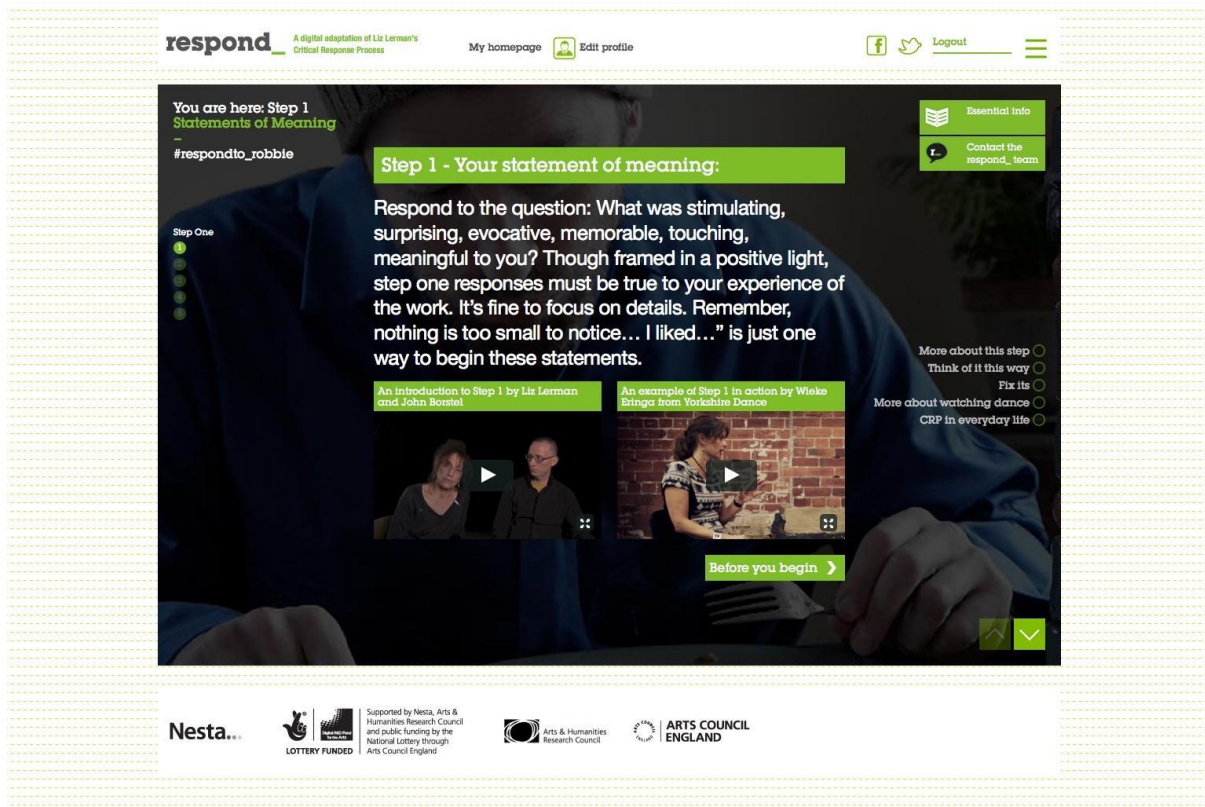 respond_
A digital adaptation of Liz Lerman's
Critical Response Process
My homepage
Edit profile
f
Logout
You are here: Step 1
Statements of Meaning
–
#respondto_robbie
Essential info
r_
Contact the
respond_ team
Step One
1
2
3
4
5
Step 1 - Your statement of meaning:
Respond to the question: What was stimulating,
surprising, evocative, memorable, touching,
meaningful to you? Though framed in a positive light,
step one responses must be true to your experience of
the work. It's fine to focus on details. Remember,
nothing is too small to notice… I liked…” is just one
way to begin these statements.
An introduction to Step 1 by Liz Lerman
and John Borstel
An example of Step 1 in action by Wieke
Eringa from Yorkshire Dance
More about this step
Think of it this way
Fix its
More about watching dance
CRP in everyday life
Before you begin
Nesta...
LOTTERY FUNDED
Supported by Nesta, Arts &
Humanities Research Council
and public funding by the
National Lottery through
Arts Council England
Arts & Humanities
Research Council
ARTS COUNCIL
ENGLAND